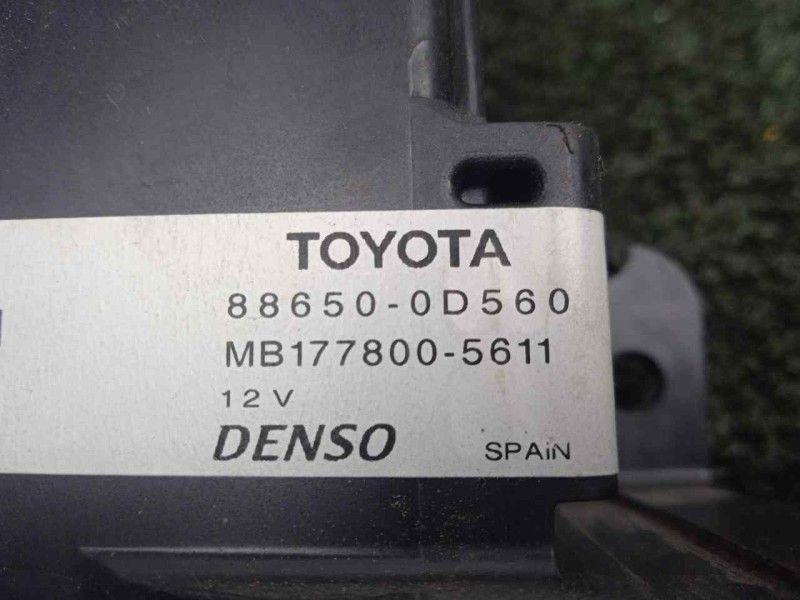 TOYOTA
88650-0D560
MB177800-5611
12V
DENSO
SPAiN